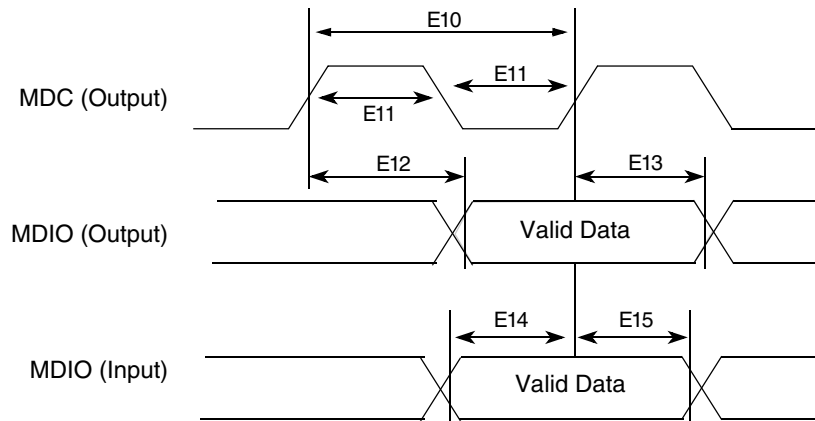 E10
MDC (Output)
E11
E11
E12
E13
MDIO (Output)
Valid Data
E14
E15
MDIO (Input)
Valid Data